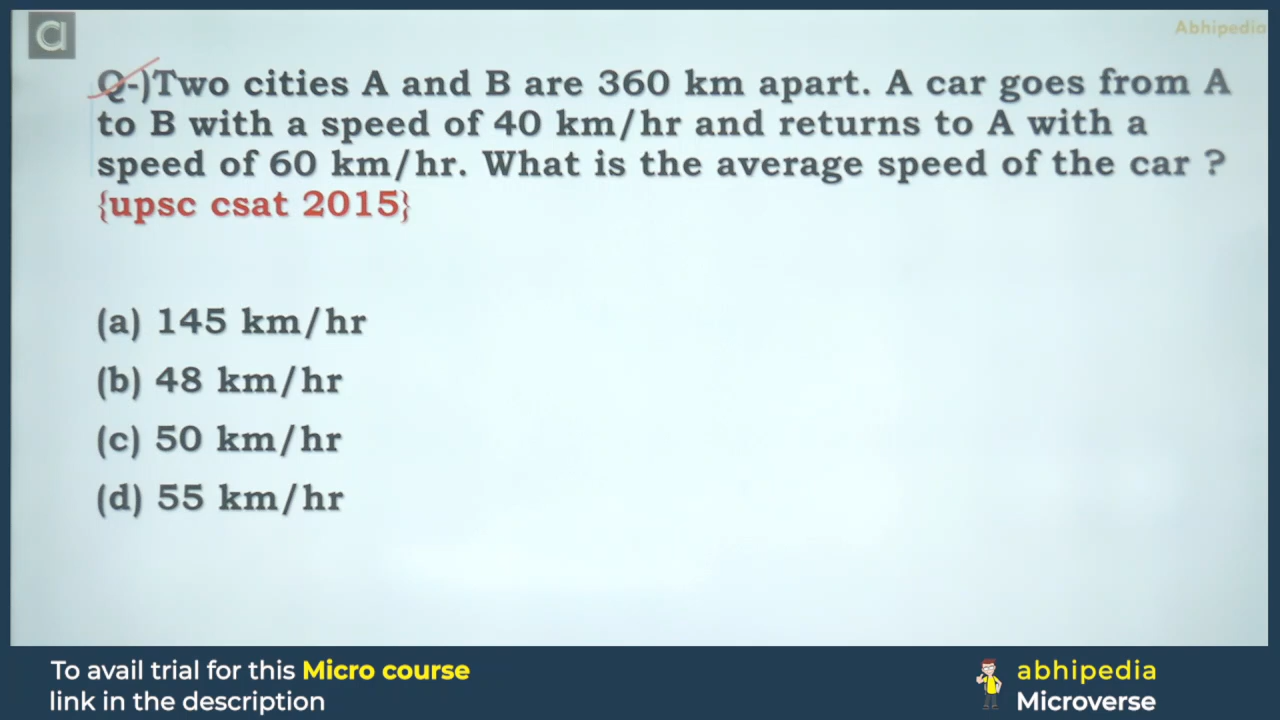 a
Abhipedia
Q-)Two cities A and B are 360 km apart. A car goes from A
to B with a speed of 40 km/hr and returns to A with a
speed of 60 km/hr. What is the average speed of the car ?
{upsc csat 2015}
(a) 145 km/hr
(b) 48 km/hr
(c) 50 km/hr
(d) 55 km/hr
To avail trial for this Micro course
link in the description
abhipedia
Microverse